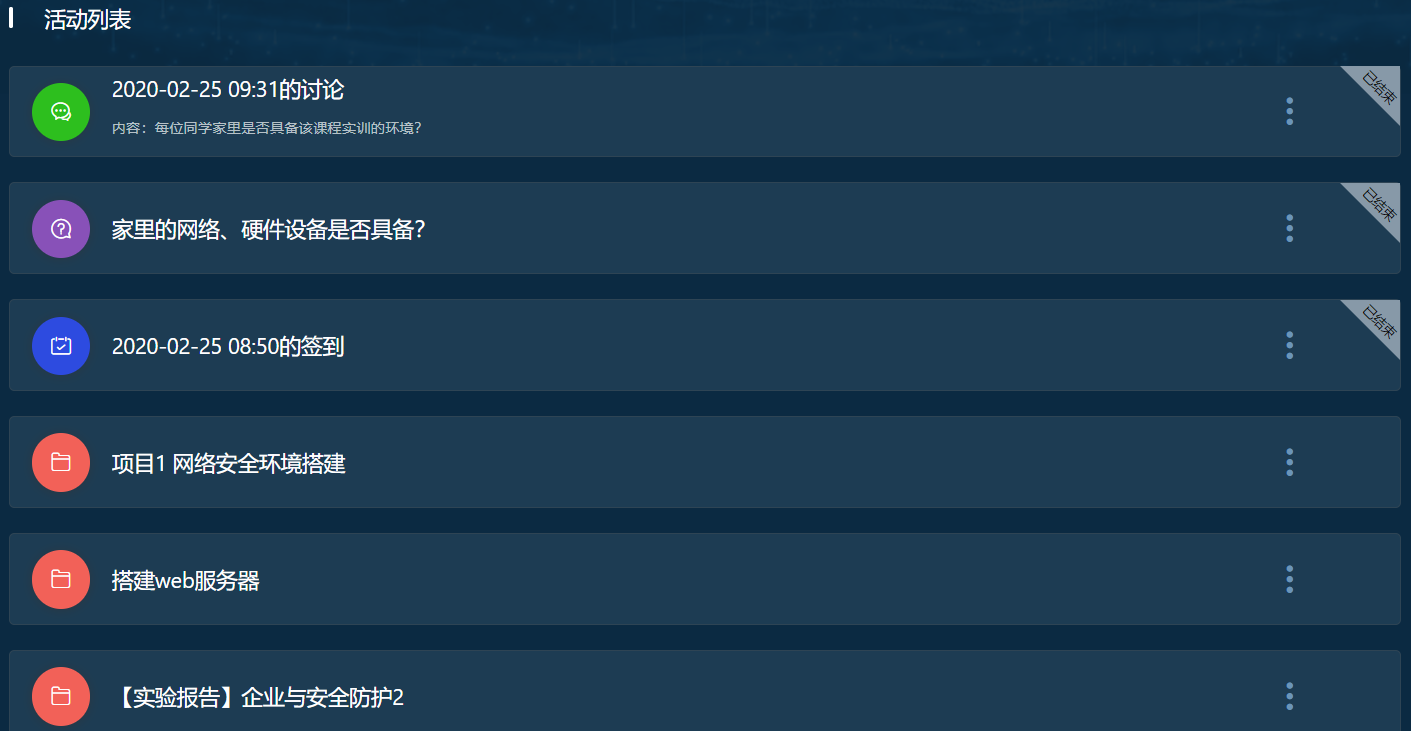 活动列表
2020-02-25 09:31的讨论
已结束
内容：每位同学家里是否具备该课程实训的环境？
家里的网络、硬件设备是否具备？
已结束
2020-02-25 08:50的签到
已结束
项目1 网络安全环境搭建
搭建web服务器
【实验报告】企业与安全防护2